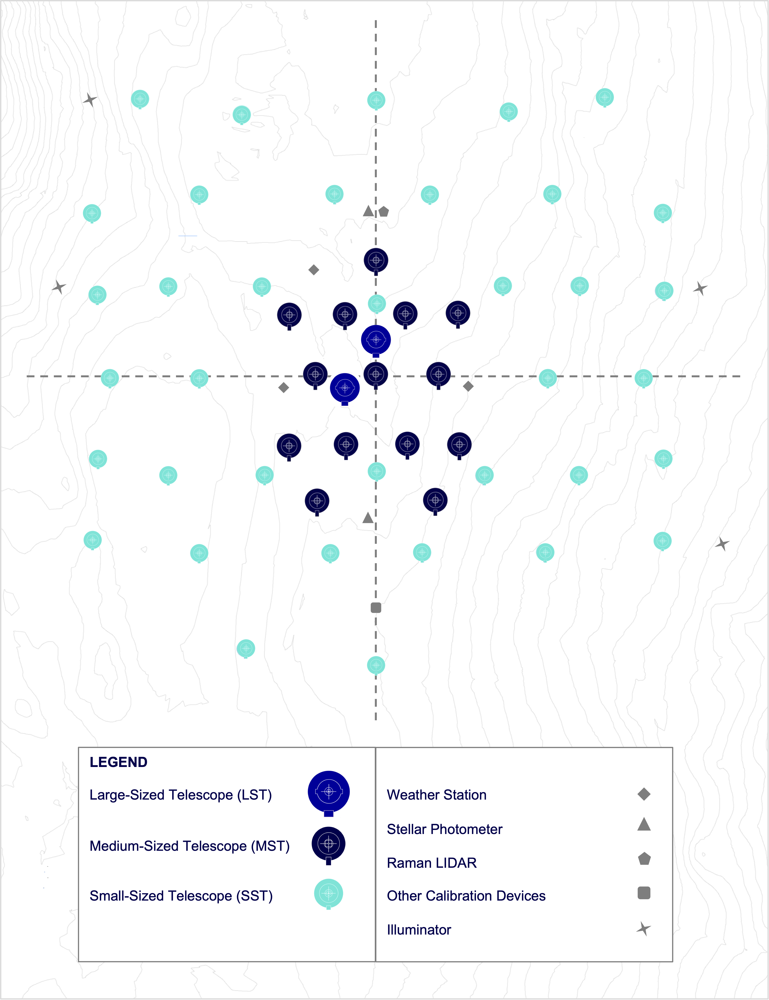 LEGEND
Large-Sized Telescope (LST)
Medium-Sized Telescope (MST)
Small-Sized Telescope (SST)
Weather Station
Stellar Photometer
Raman LIDAR
Other Calibration Devices
Illuminator